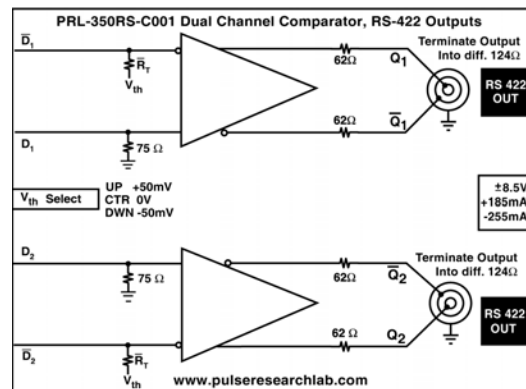 PRL-350RS-C001 Dual Channel Comparator, RS-422 Outputs
D̅1
R̅T
Vth
62Ω
Q1
Terminate Output
Into diff. 124Ω
RS 422
OUT
D1
75 Ω
62Ω
Q̅1
Vth Select
UP +50mV
CTR 0V
DWN -50mV
±8.5V
+185mA
-255mA
D2
75 Ω
62Ω
Q̅2
Terminate Output
Into diff. 124Ω
RS 422
OUT
D̅2
R̅T
Vth
62 Ω
Q2
www.pulseresearchlab.com